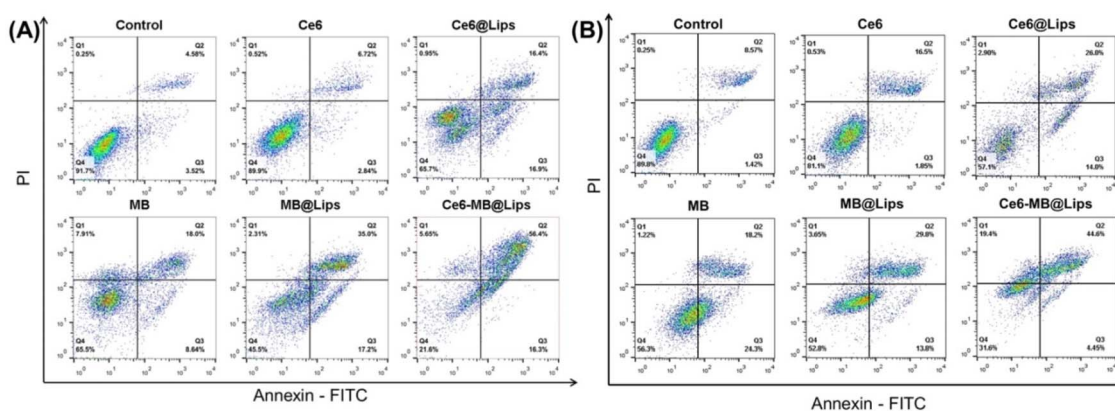 (A)
Control
Q1
0.25%
Q2
4.58%
Q4
91.7%
Q3
3.52%
Ce6
Q1
0.52%
Q2
6.72%
Q4
89.9%
Q3
2.84%
Ce6@Lips
Q1
0.95%
Q2
16.4%
Q4
65.7%
Q3
16.9%
MB
Q1
7.91%
Q2
18.0%
Q4
65.5%
Q3
8.64%
MB@Lips
Q1
2.31%
Q2
35.0%
Q4
45.5%
Q3
17.2%
Ce6-MB@Lips
Q1
5.65%
Q2
56.4%
Q4
21.6%
Q3
16.3%
PI
Annexin - FITC
(B)
Control
Q1
0.25%
Q2
8.57%
Q4
89.8%
Q3
1.42%
Ce6
Q1
0.53%
Q2
16.5%
Q4
81.1%
Q3
1.85%
Ce6@Lips
Q1
2.90%
Q2
Q4
57.1%
Q3
MB
Q1
1.22%
Q2
18.2%
Q4
56.3%
Q3
24.3%
MB@Lips
Q1
3.65%
Q2
29.8%
Q4
52.8%
Q3
13.8%
Ce6-MB@Lips
Q1
19.4%
Q2
44.6%
Q4
31.6%
Q3
4.45%
PI
Annexin - FITC